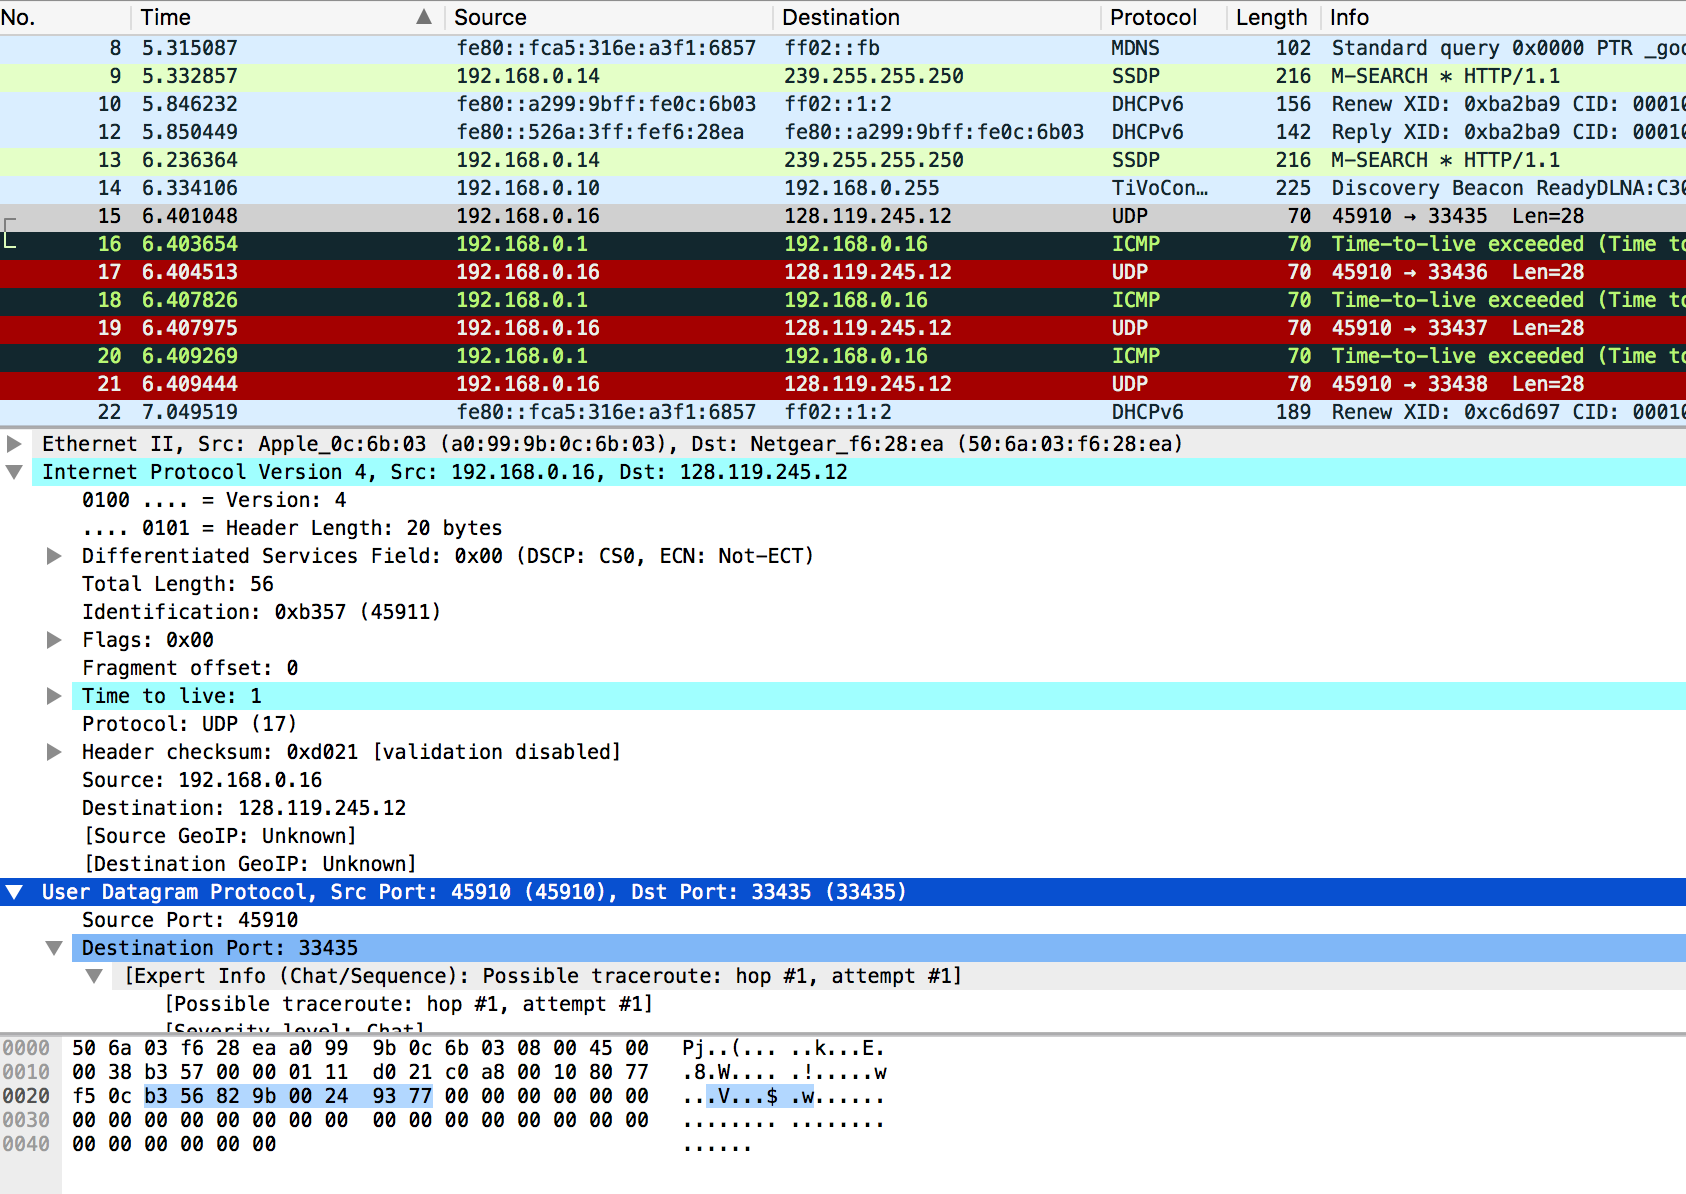 No. Time Source Destination Protocol Length Info
8 5.315087 fe80::fca5:316e:a3f1:6857 ff02::fb MDNS 102 Standard query 0x0000 PTR
9 5.332857 192.168.0.14 239.255.255.250 SSDP 216 M-SEARCH * HTTP/1.1
10 5.846232 fe80::a299:9bff:fe0c:6b03 ff02::1:2 DHCPv6 156 Renew XID: 0xba2ba9 CID: 00010
12 5.850449 fe80::526a:3ff:fef6:28ea fe80::a299:9bff:fe0c:6b03 DHCPv6 142 Reply XID: 0xba2ba9 CID: 00010
13 6.236364 192.168.0.14 239.255.255.250 SSDP 216 M-SEARCH * HTTP/1.1
14 6.334106 192.168.0.10 192.168.0.255 TiVoCon… 225 Discovery Beacon ReadyDLNA:C30
15 6.401048 192.168.0.16 128.119.245.12 UDP 70 45910 → 33435 Len=28
16 6.403654 192.168.0.1 192.168.0.16 ICMP 70 Time-to-live exceeded (Time to
17 6.404513 192.168.0.16 128.119.245.12 UDP 70 45910 → 33436 Len=28
18 6.407826 192.168.0.1 192.168.0.16 ICMP 70 Time-to-live exceeded (Time to
19 6.407975 192.168.0.16 128.119.245.12 UDP 70 45910 → 33437 Len=28
20 6.409269 192.168.0.1 192.168.0.16 ICMP 70 Time-to-live exceeded (Time to
21 6.409444 192.168.0.16 128.119.245.12 UDP 70 45910 → 33438 Len=28
22 7.049519 fe80::fca5:316e:a3f1:6857 ff02::1:2 DHCPv6 189 Renew XID: 0xc6d697 CID: 00010
Ethernet II, Src: Apple_0c:6b:03 (a0:99:9b:0c:6b:03), Dst: Netgear_f6:28:ea (50:6a:03:f6:28:ea)
Internet Protocol Version 4, Src: 192.168.0.16, Dst: 128.119.245.12
0100 .... = Version: 4
.... 0101 = Header Length: 20 bytes
Differentiated Services Field: 0x00 (DSCP: CS0, ECN: Not-ECT)
Total Length: 56
Identification: 0xb357 (45911)
Flags: 0x00
Fragment offset: 0
Time to live: 1
Protocol: UDP (17)
Header checksum: 0xd021 [validation disabled]
Source: 192.168.0.16
Destination: 128.119.245.12
[Source GeoIP: Unknown]
[Destination GeoIP: Unknown]
User Datagram Protocol, Src Port: 45910 (45910), Dst Port: 33435 (33435)
Source Port: 45910
Destination Port: 33435
[Expert Info (Chat/Sequence): Possible traceroute: hop #1, attempt #1]
[Possible traceroute: hop #1, attempt #1]
[Severity level: Chat]
0000 50 6a 03 f6 28 ea a0 99 9b 0c 6b 03 08 00 45 00 Pj..(... ..k...E.
0010 00 38 b3 57 00 00 01 11 d0 21 c0 a8 00 10 80 77 .8.W.... .!.....w
0020 f5 0c b3 56 82 9b 00 24 93 77 00 00 00 00 00 00 ...V...$ .w......
0030 00 00 00 00 00 00 00 00 00 00 00 00 00 00 00 00 ........ ........
0040 00 00 00 00 00 00 ......